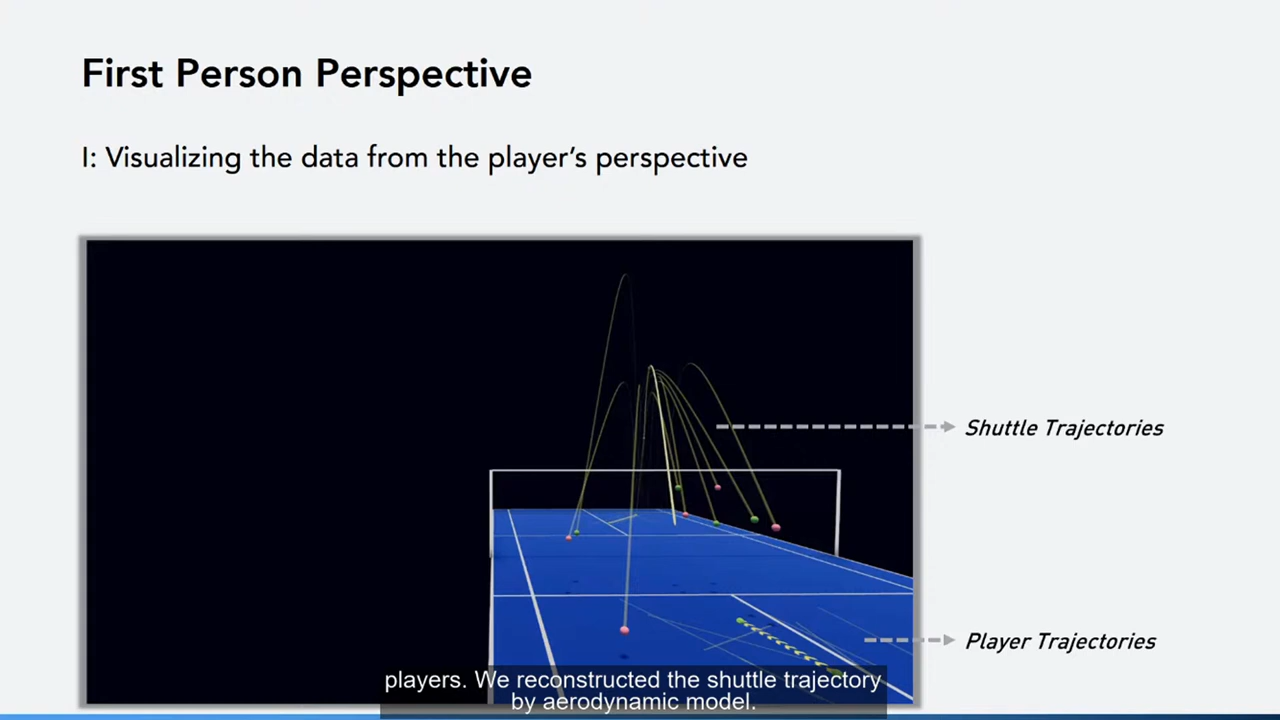 First Person Perspective
I: Visualizing the data from the player’s perspective
Shuttle Trajectories
Player Trajectories
players. We reconstructed the shuttle trajectory
by aerodynamic model.